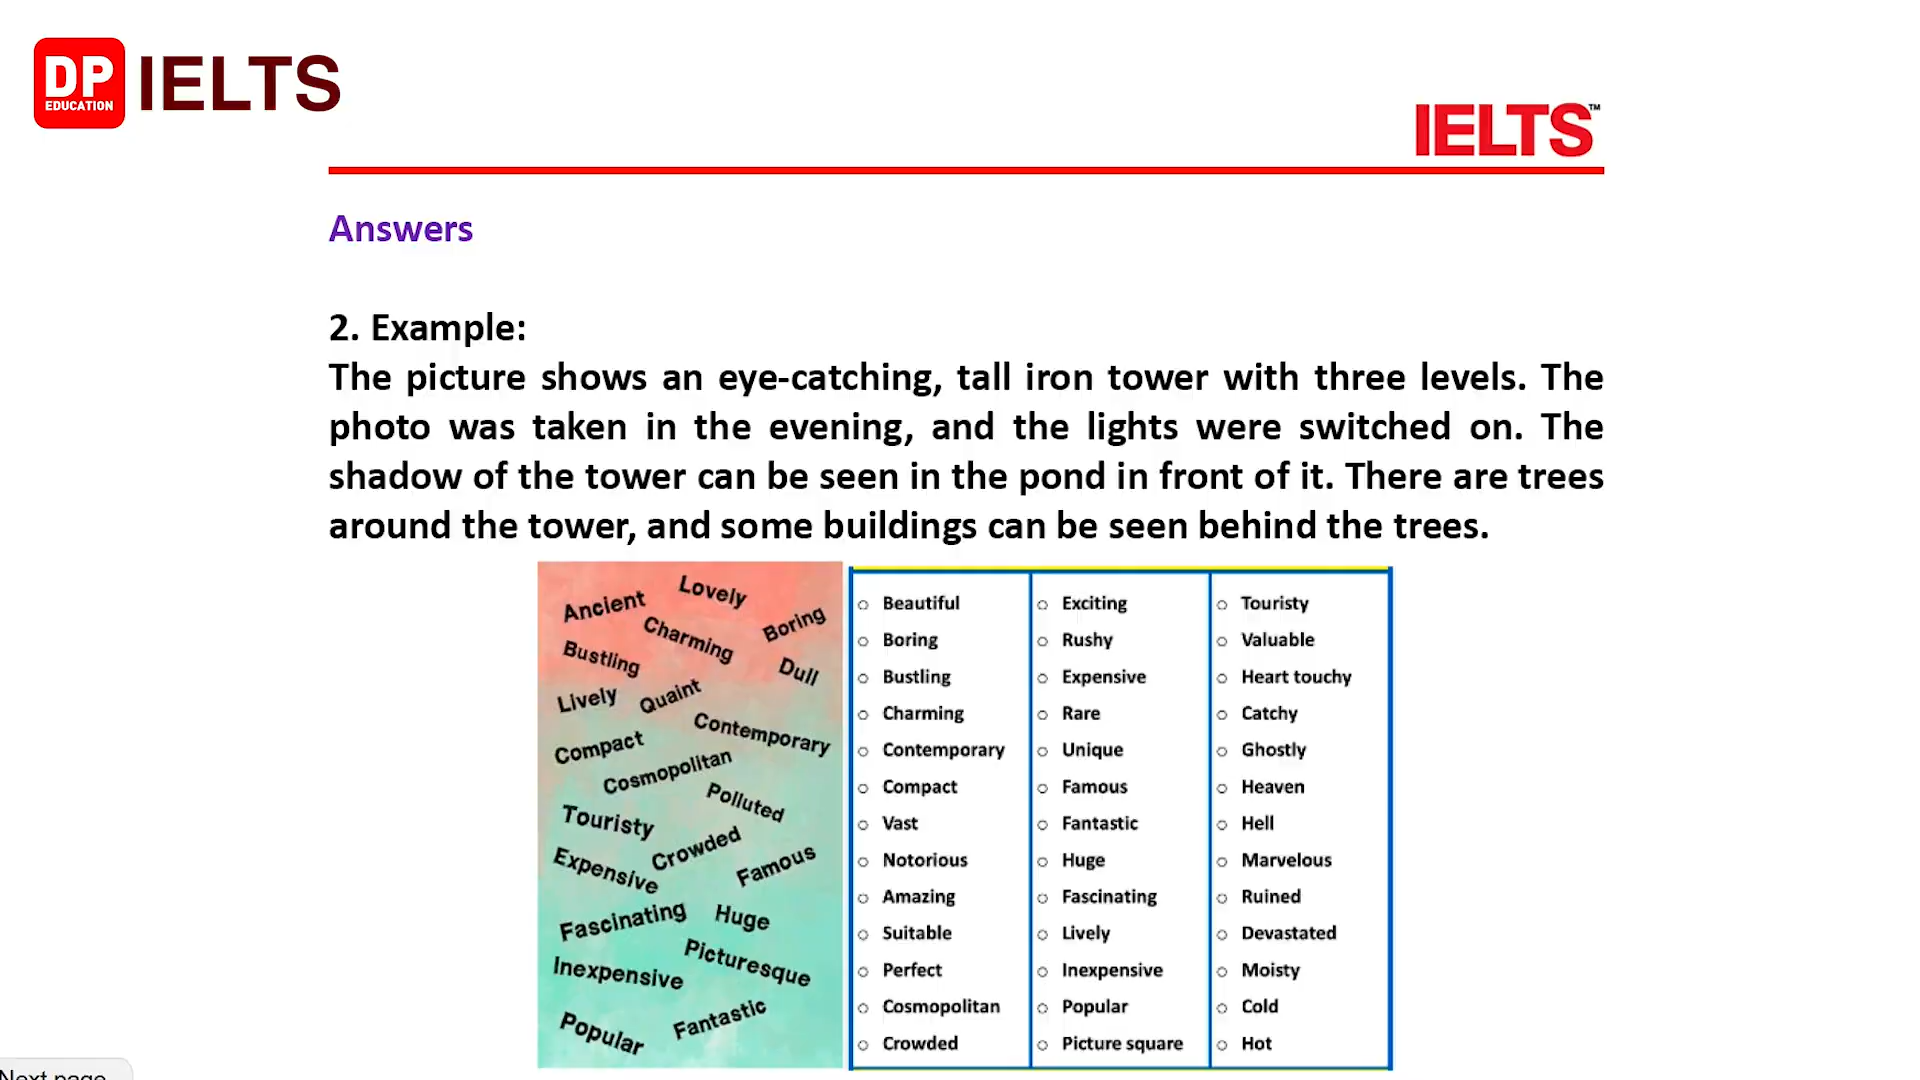 DP
EDUCATION
IELTS
IELTS™
Answers
2. Example:
The picture shows an eye-catching, tall iron tower with three levels. The
photo was taken in the evening, and the lights were switched on. The
shadow of the tower can be seen in the pond in front of it. There are trees
around the tower, and some buildings can be seen behind the trees.
Lovely
Ancient
Boring
Charming
Bustling
Dull
Lively
Quaint
Contemporary
Compact
Cosmopolitan
Polluted
Touristy
Crowded
Expensive
Famous
Fascinating
Huge
Picturesque
Inexpensive
Fantastic
Popular
Beautiful
Boring
Bustling
Charming
Contemporary
Compact
Vast
Notorious
Amazing
Suitable
Perfect
Cosmopolitan
Crowded
Exciting
Rushy
Expensive
Rare
Unique
Famous
Fantastic
Huge
Fascinating
Lively
Inexpensive
Popular
Picture square
Touristy
Valuable
Heart touchy
Catchy
Ghostly
Heaven
Hell
Marvelous
Ruined
Devastated
Moisty
Cold
Hot
Next page